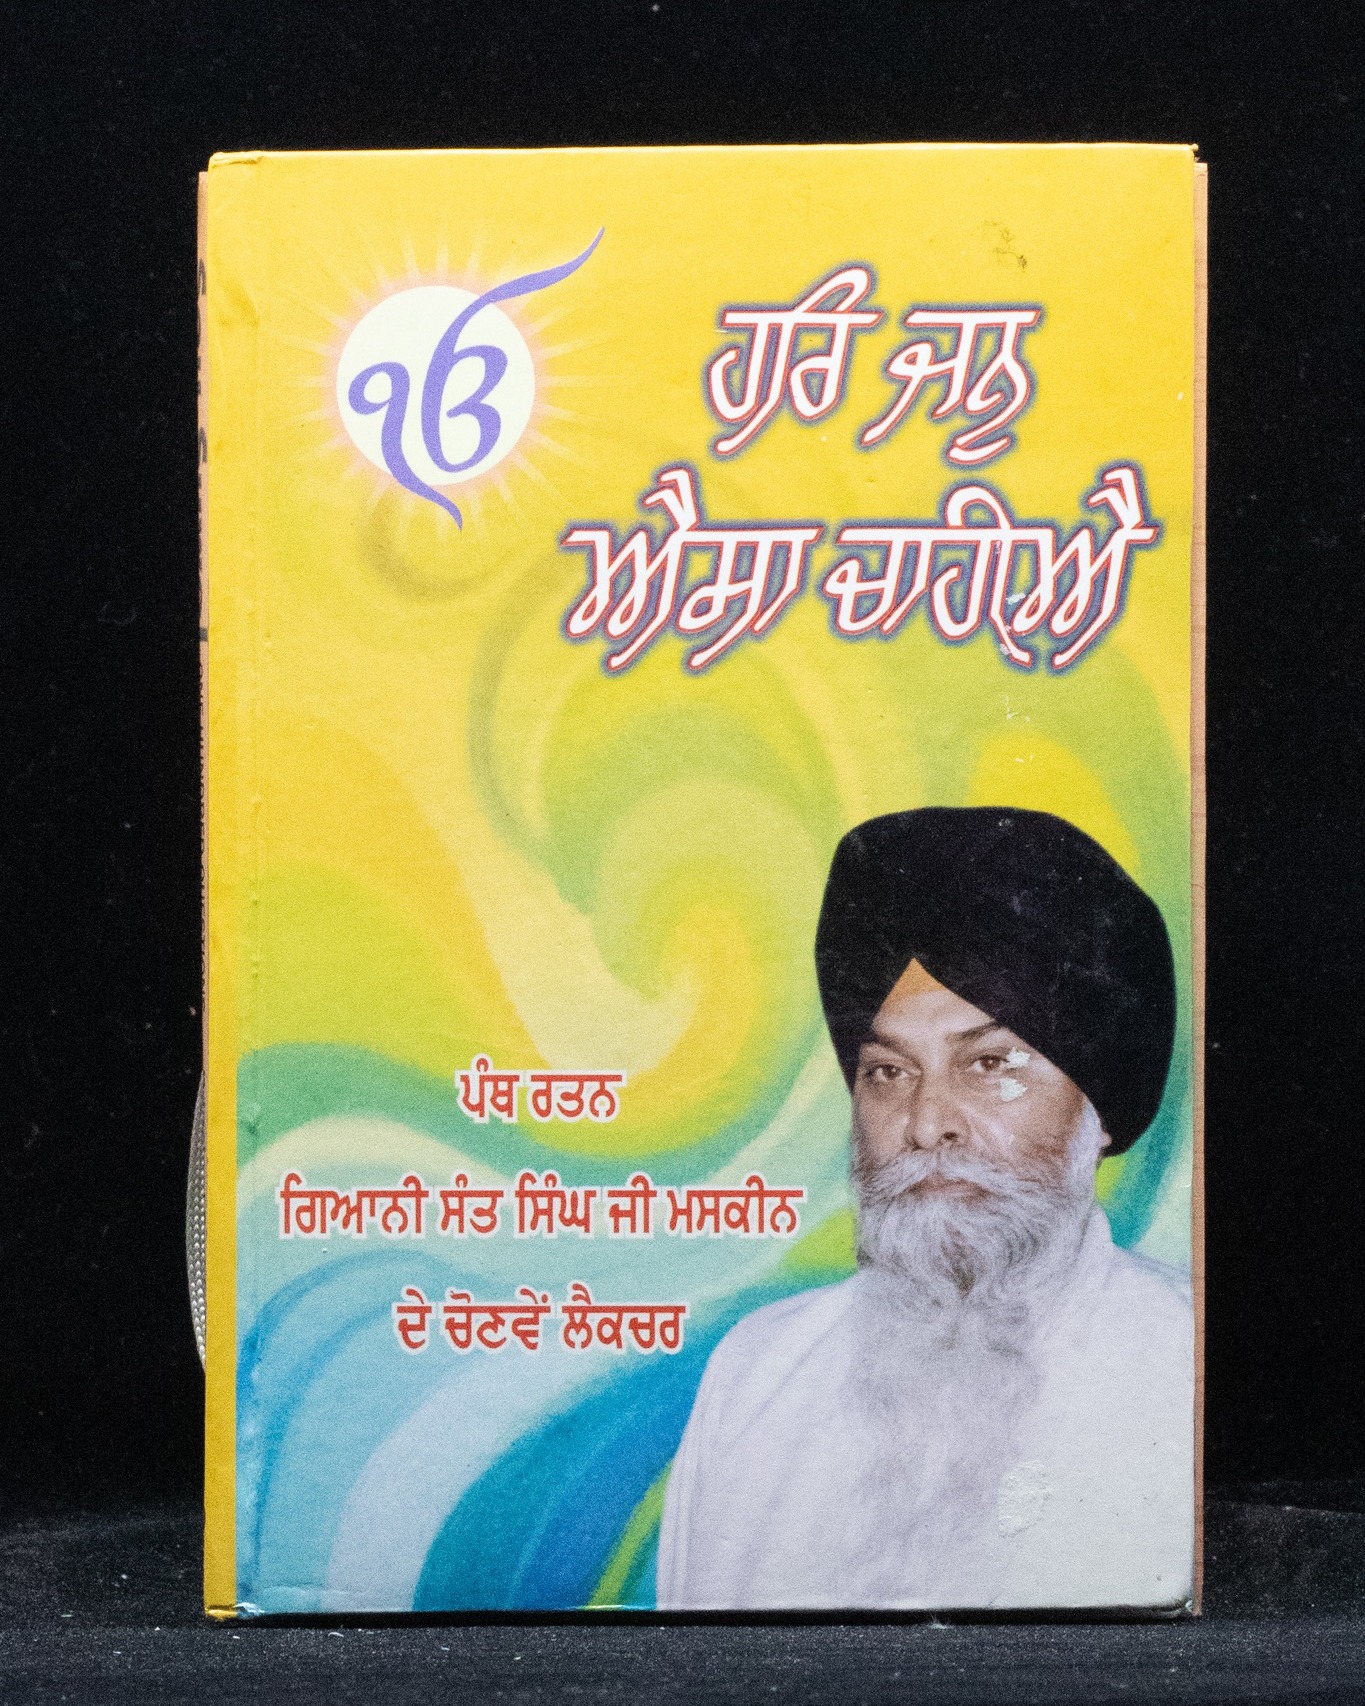 ੴ
ਹਰਿ ਜਨੁ
ਐਸਾ ਚਾਹੀਐ
ਪੰਥ ਰਤਨ
ਗਿਆਨੀ ਸੰਤ ਸਿੰਘ ਜੀ ਮਸਕੀਨ
ਦੇ ਚੋਣਵੇਂ ਲੈਕਚਰ